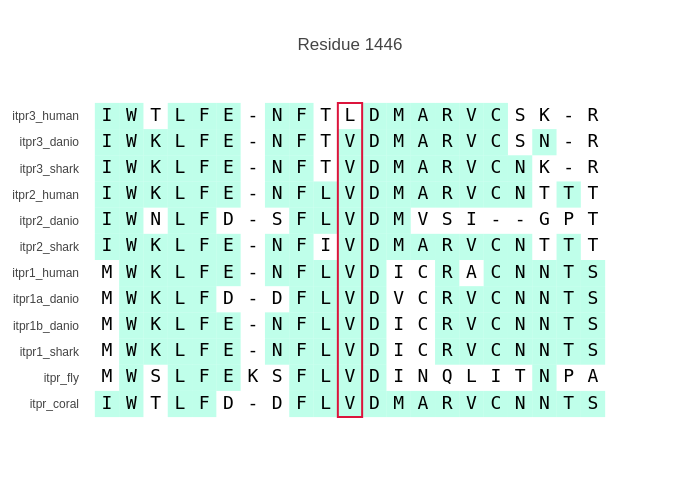 Residue 1446
itpr3_human I W T L F E - N F T L D M A R V C S K - R
itpr3_danio I W K L F E - N F T V D M A R V C S N - R
itpr3_shark I W K L F E - N F T V D M A R V C N K - R
itpr2_human I W K L F E - N F L V D M A R V C N T T T
itpr2_danio I W N L F D - S F L V D M V S I - - G P T
itpr2_shark I W K L F E - N F I V D M A R V C N T T T
itpr1_human M W K L F E - N F L V D I C R A C N N T S
itpr1a_danio M W K L F D - D F L V D V C R V C N N T S
itpr1b_danio M W K L F E - N F L V D I C R V C N N T S
itpr1_shark M W K L F E - N F L V D I C R V C N N T S
itpr_fly M W S L F E K S F L V D I N Q L I T N P A
itpr_coral I W T L F D - D F L V D M A R V C N N T S